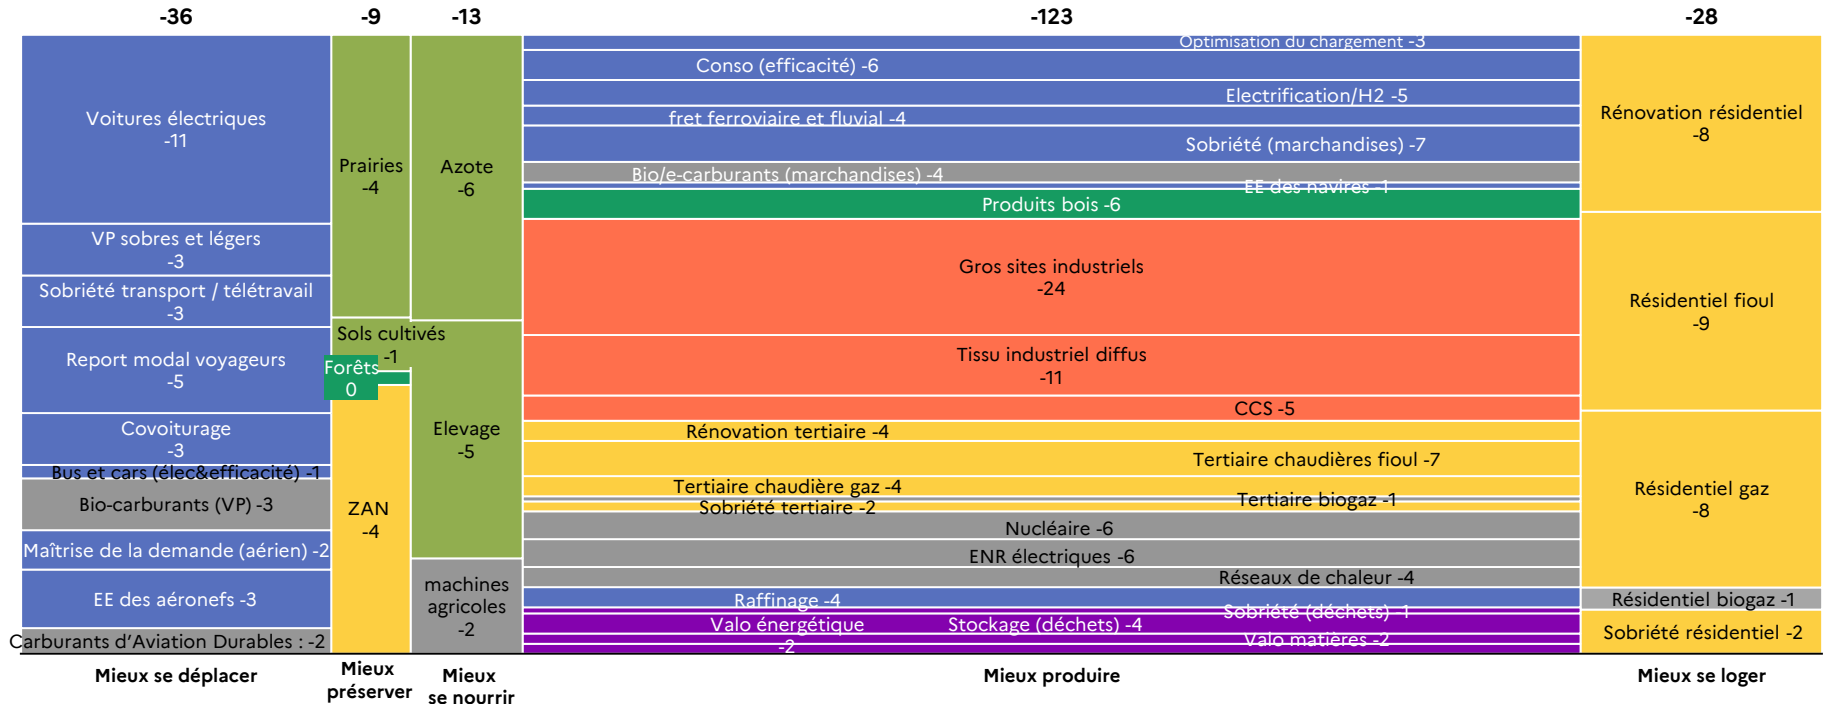 -36
-9
-13
-123
-28
Voitures électriques
-11
VP sobres et légers
-3
Sobriété transport / télétravail
-3
Report modal voyageurs
-5
Covoiturage
-3
Bus et cars (élec&efficacité) -1
Bio-carburants (VP) -3
Maîtrise de la demande (aérien) -2
EE des aéronefs -3
Carburants d’Aviation Durables : -2
Mieux se déplacer
Prairies
-4
Sols cultivés
-1
Forêts
0
ZAN
-4
Mieux
préserver
Azote
-6
Elevage
-5
machines
agricoles
-2
Mieux
se nourrir
Optimisation du chargement -3
Conso (efficacité) -6
Electrification/H2 -5
fret ferroviaire et fluvial -4
Sobriété (marchandises) -7
Bio/e-carburants (marchandises) -4
EE des navires -1
Produits bois -6
Gros sites industriels
-24
Tissu industriel diffus
-11
CCS -5
Rénovation tertiaire -4
Tertiaire chaudières fioul -7
Tertiaire chaudière gaz -4
Tertiaire biogaz -1
Sobriété tertiaire -2
Nucléaire -6
ENR électriques -6
Réseaux de chaleur -4
Raffinage -4
Sobriété (déchets) -1
Valo énergétique
-2
Stockage (déchets) -4
Valo matières -2
Mieux produire
Rénovation résidentiel
-8
Résidentiel fioul
-9
Résidentiel gaz
-8
Résidentiel biogaz -1
Sobriété résidentiel -2
Mieux se loger